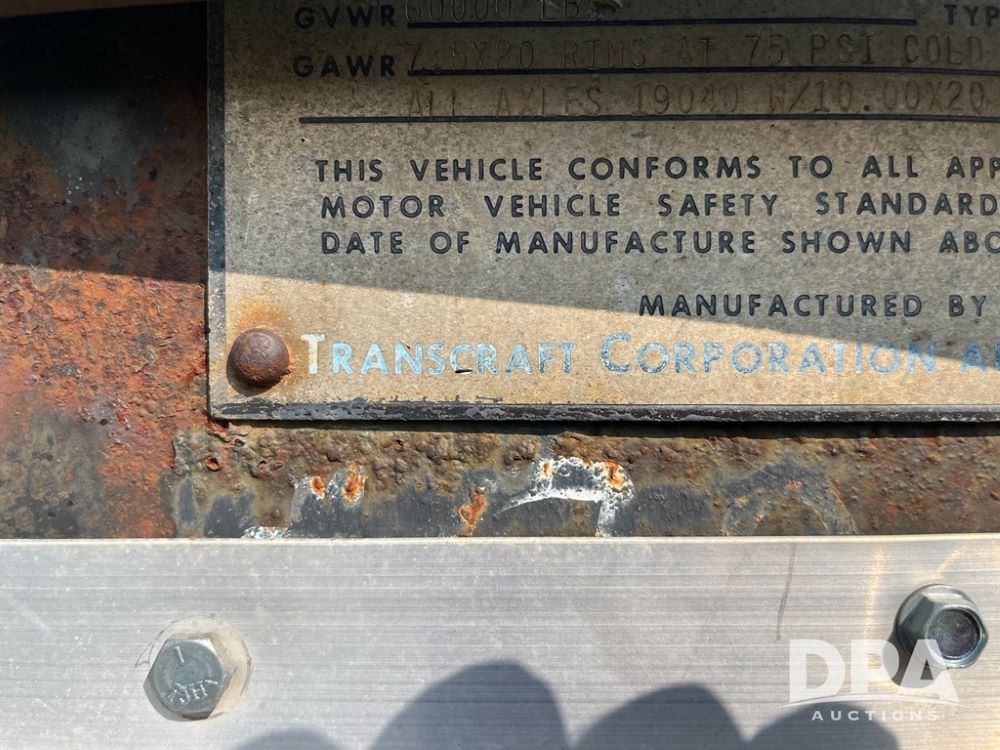 GVWR 60000 LBS TYP
GAWR 7.5X20 RIMS AT 75 PSI COLD
ALL AXLES 19040 W/10.00X20
THIS VEHICLE CONFORMS TO ALL APP
MOTOR VEHICLE SAFETY STANDARD
DATE OF MANUFACTURE SHOWN ABO
MANUFACTURED BY
TRANSCRAFT CORPORATION A
DPA
AUCTIONS